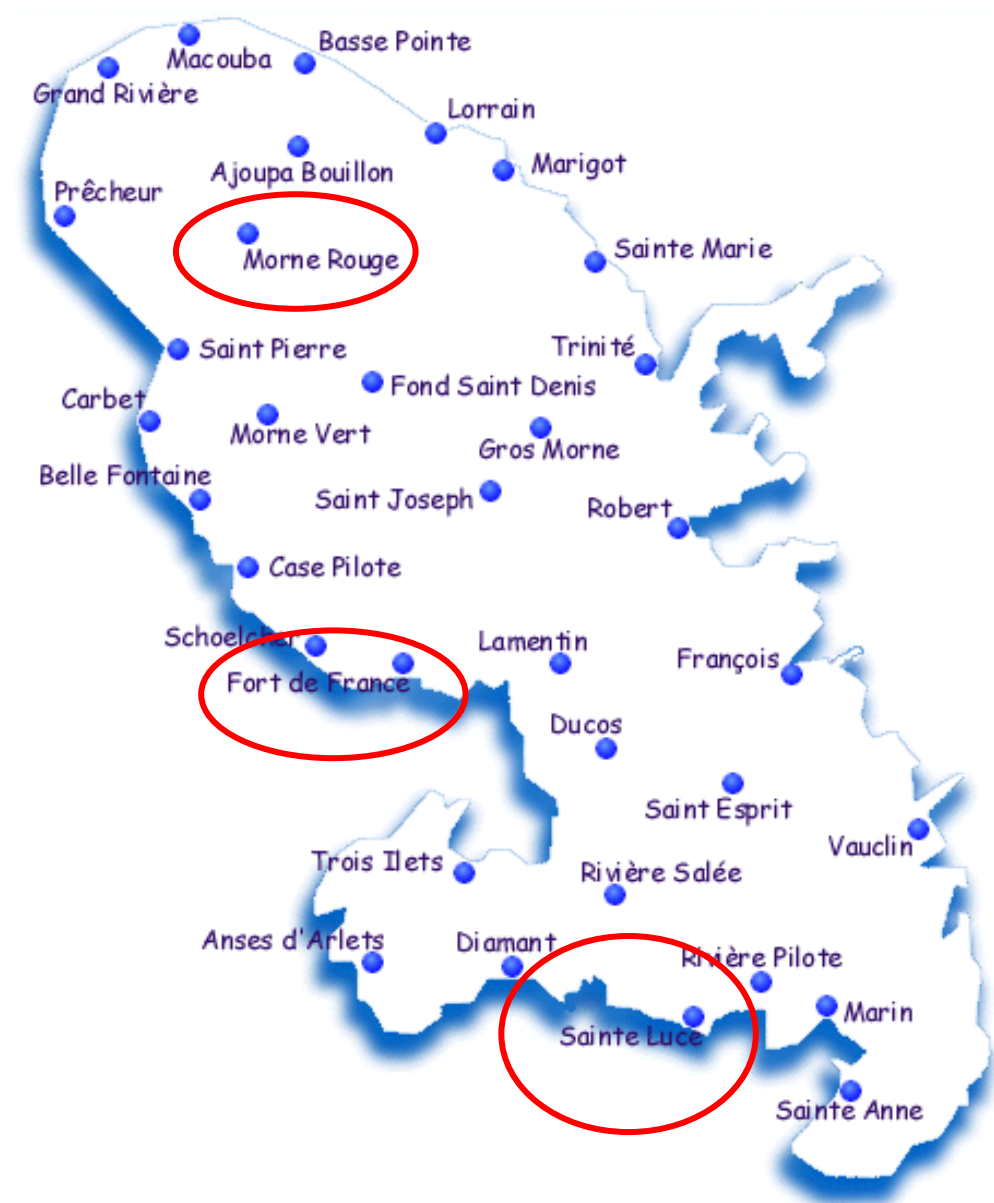 Macouba
Basse Pointe
Grand Rivière
Lorrain
Marigot
Ajoupa Bouillon
Prêcheur
Morne Rouge
Sainte Marie
Saint Pierre
Trinité
Fond Saint Denis
Carbet
Morne Vert
Gros Morne
Belle Fontaine
Saint Joseph
Robert
Case Pilote
Schoelcher
Lamentin
François
Fort de France
Ducos
Saint Esprit
Vauclin
Trois Ilets
Rivière Salée
Anses d'Arlets
Diamant
Rivière Pilote
Marin
Sainte Luce
Sainte Anne